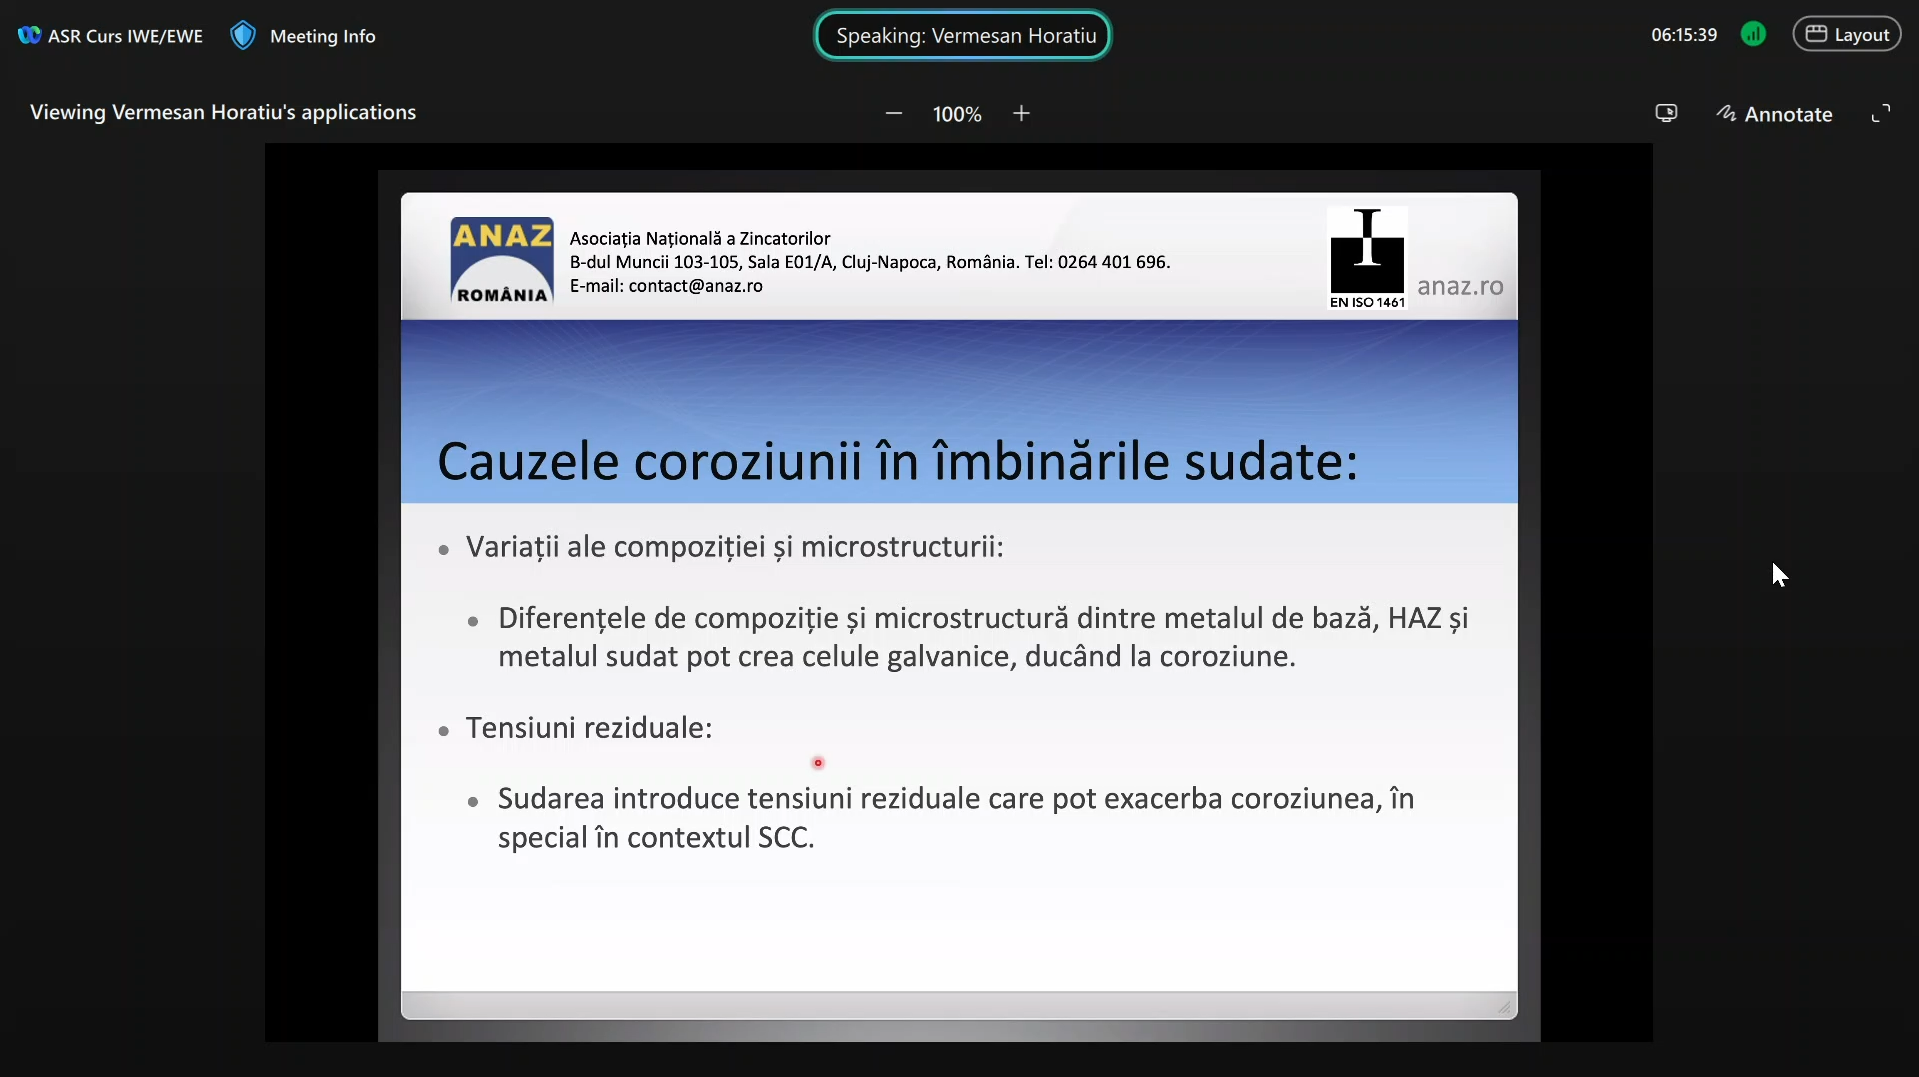 ASR Curs IWE/EWE
Meeting Info
Speaking: Vermesan Horatiu
06:15:39
Layout
Viewing Vermesan Horatiu's applications
100%
Annotate
ANAZ
ROMÂNIA
Asociația Națională a Zincatorilor
B-dul Muncii 103-105, Sala E01/A, Cluj-Napoca, România. Tel: 0264 401 696.
E-mail: contact@anaz.ro
EN ISO 1461
anaz.ro
Cauzele coroziunii în îmbinările sudate:
• Variații ale compoziției și microstructurii:
• Diferențele de compoziție și microstructură dintre metalul de bază, HAZ și
metalul sudat pot crea celule galvanice, ducând la coroziune.
• Tensiuni reziduale:
• Sudarea introduce tensiuni reziduale care pot exacerba coroziunea, în
special în contextul SCC.